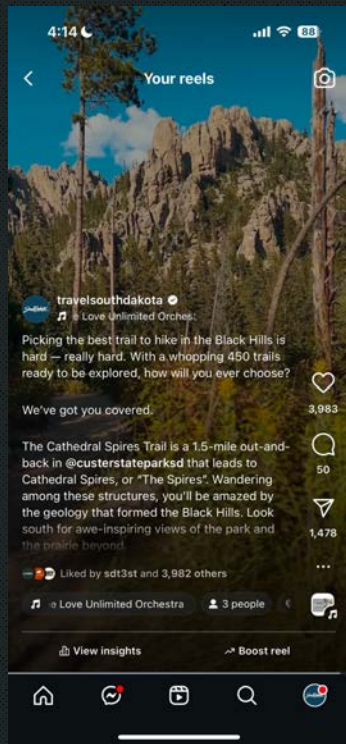 4:14
88
Your reels
travelsouthdakota
e Love Unlimited Orches
Picking the best trail to hike in the Black Hills is
hard — really hard. With a whopping 450 trails
ready to be explored, how will you ever choose?
We've got you covered.
The Cathedral Spires Trail is a 1.5-mile out-and-
back in @custerstateparksd that leads to
Cathedral Spires, or "The Spires". Wandering
among these structures, you'll be amazed by
the geology that formed the Black Hills. Look
south for awe-inspiring views of the park and
the prairie beyond.
3,983
50
1,478
Liked by sdt3st and 3,982 others
e Love Unlimited Orchestra
3 people
View insights
Boost reel